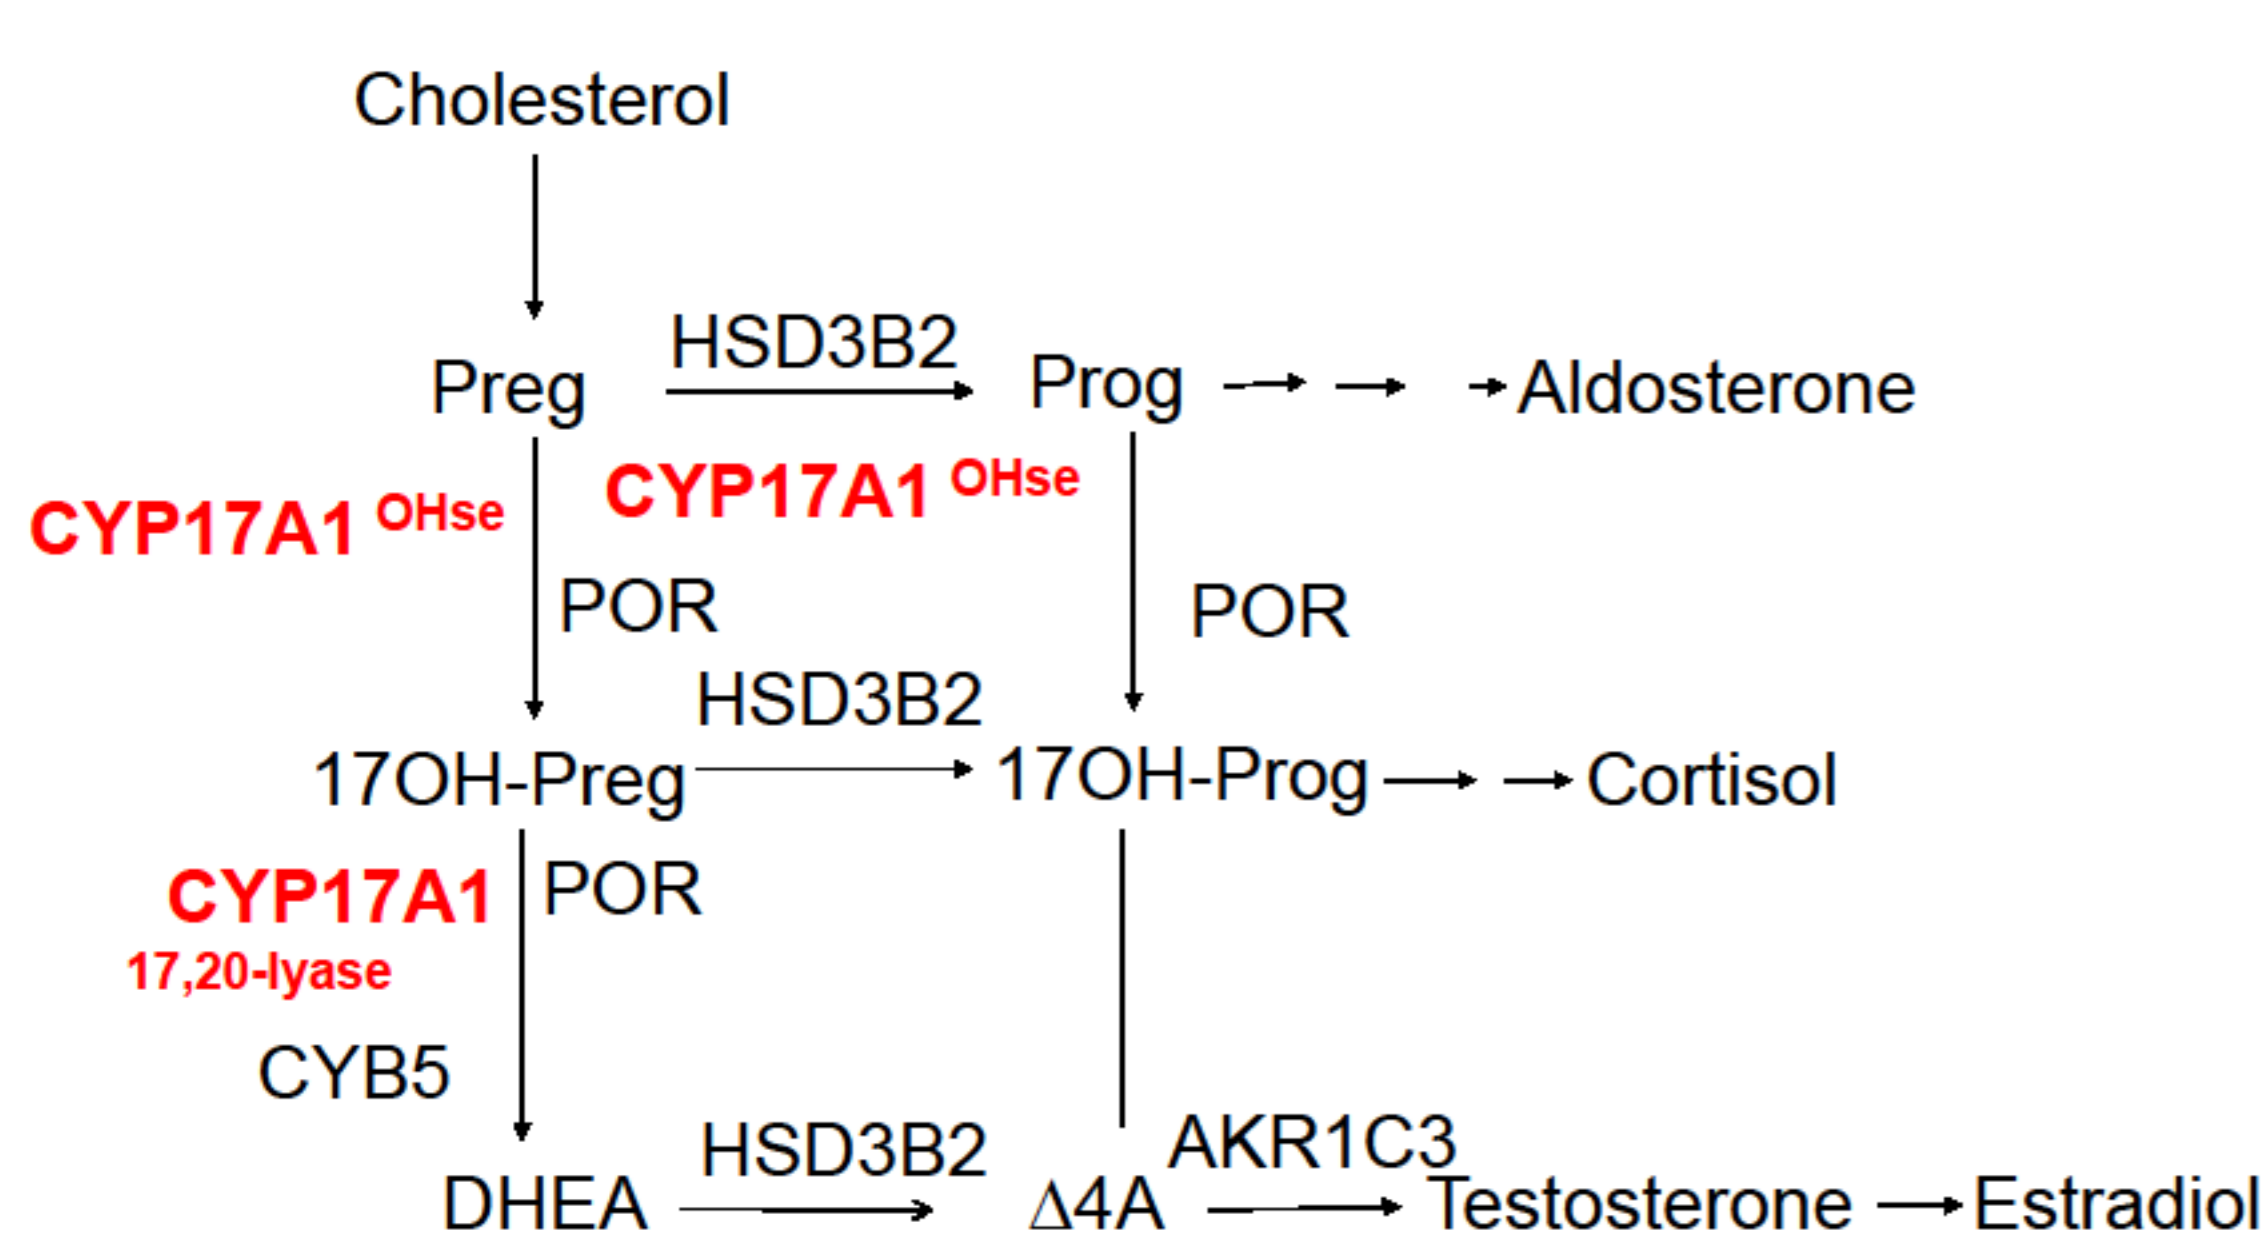 Cholesterol
HSD3B2
Preg Prog Aldosterone
CYP17A1 OHse CYP17A1 OHse
POR POR
HSD3B2
17OH-Preg 17OH-Prog Cortisol
CYP17A1 POR
17,20-lyase
CYB5
HSD3B2 AKR1C3
DHEA Δ4A Testosterone Estradiol